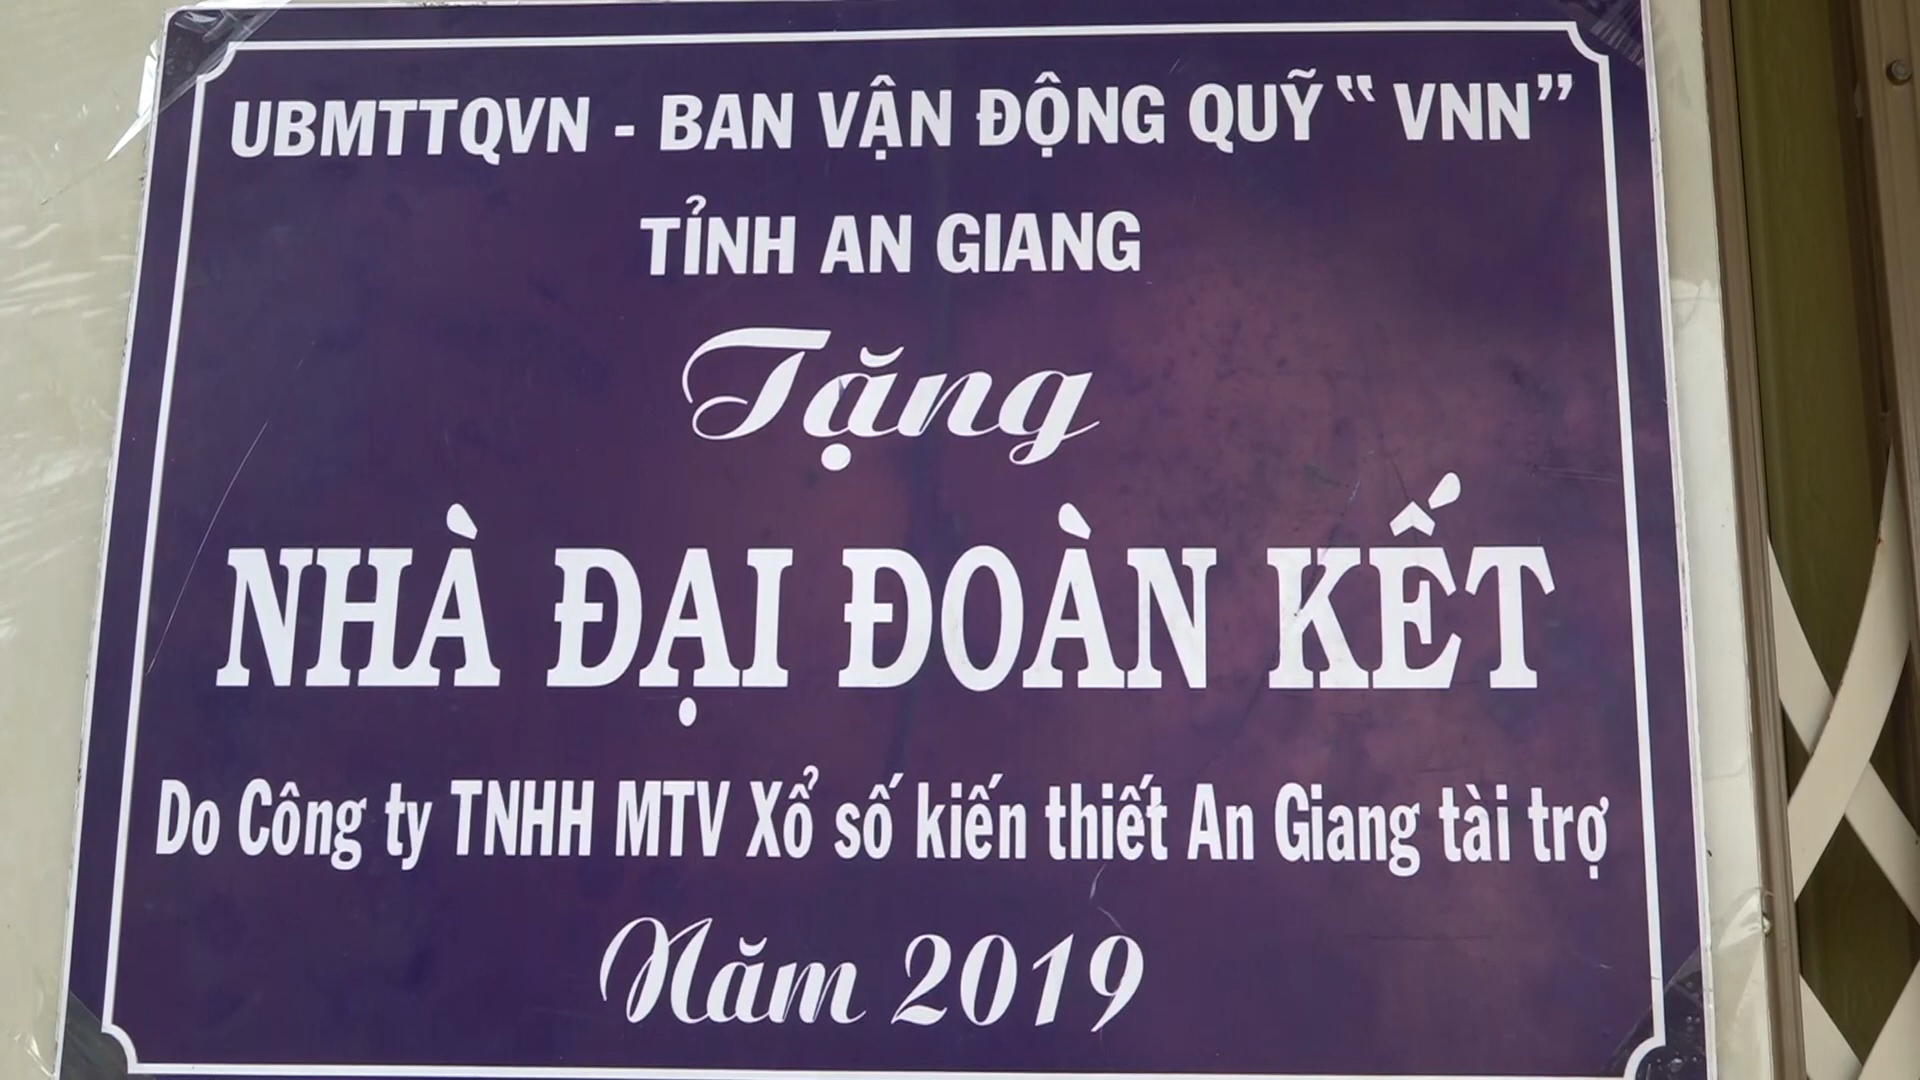 UBMTTQVN - BAN VẬN ĐỘNG QUỸ “ VNN”
TỈNH AN GIANG
Tặng
NHÀ ĐẠI ĐOÀN KẾT
Do Công ty TNHH MTV Xổ số kiến thiết An Giang tài trợ
Năm 2019